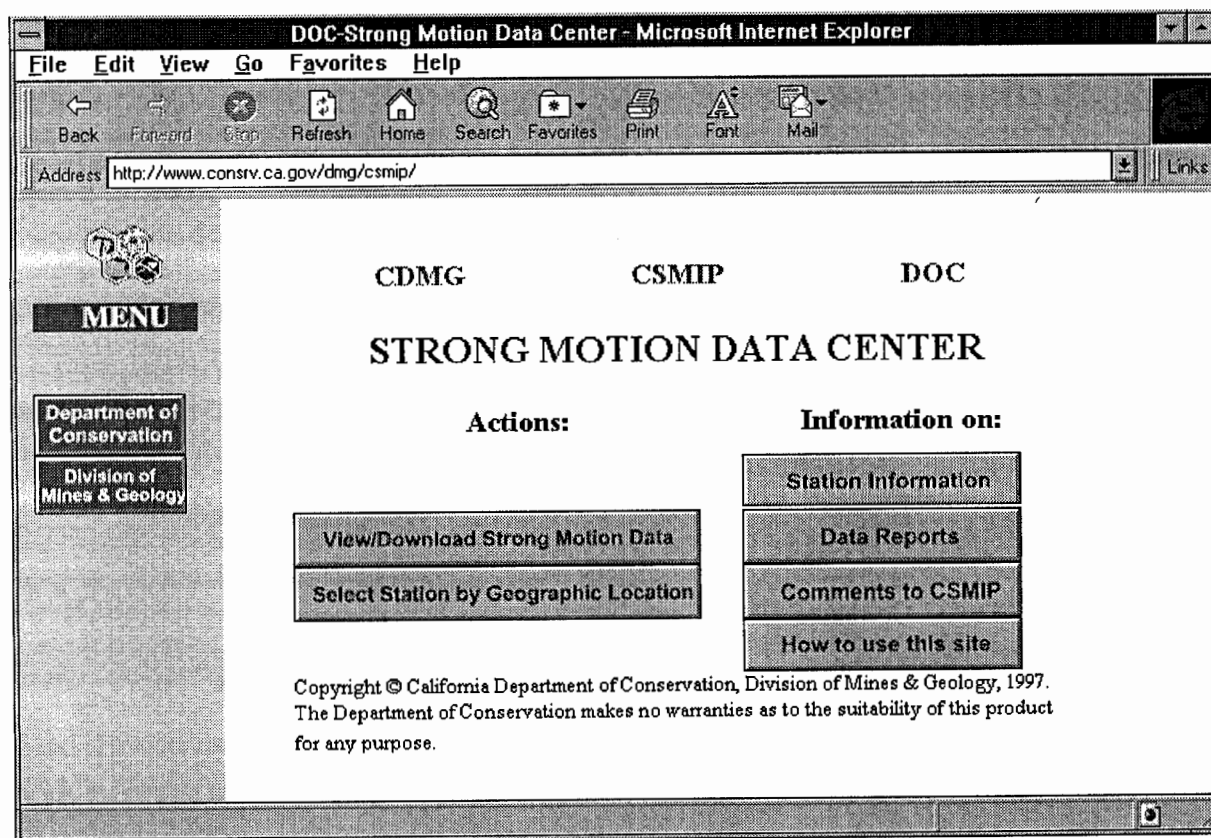 DOC-Strong Motion Data Center - Microsoft Internet Explorer
File Edit View Go Favorites Help
Back Forward Stop Refresh Home Search Favorites Print Font Mail
Address http://www.consrv.ca.gov/dmg/csmip/ Links
MENU
Department of
Conservation
Division of
Mines & Geology
CDMG CSMIP DOC
STRONG MOTION DATA CENTER
Actions: Information on:
Station Information
View/Download Strong Motion Data Data Reports
Select Station by Geographic Location Comments to CSMIP
How to use this site
Copyright © California Department of Conservation, Division of Mines & Geology, 1997.
The Department of Conservation makes no warranties as to the suitability of this product
for any purpose.